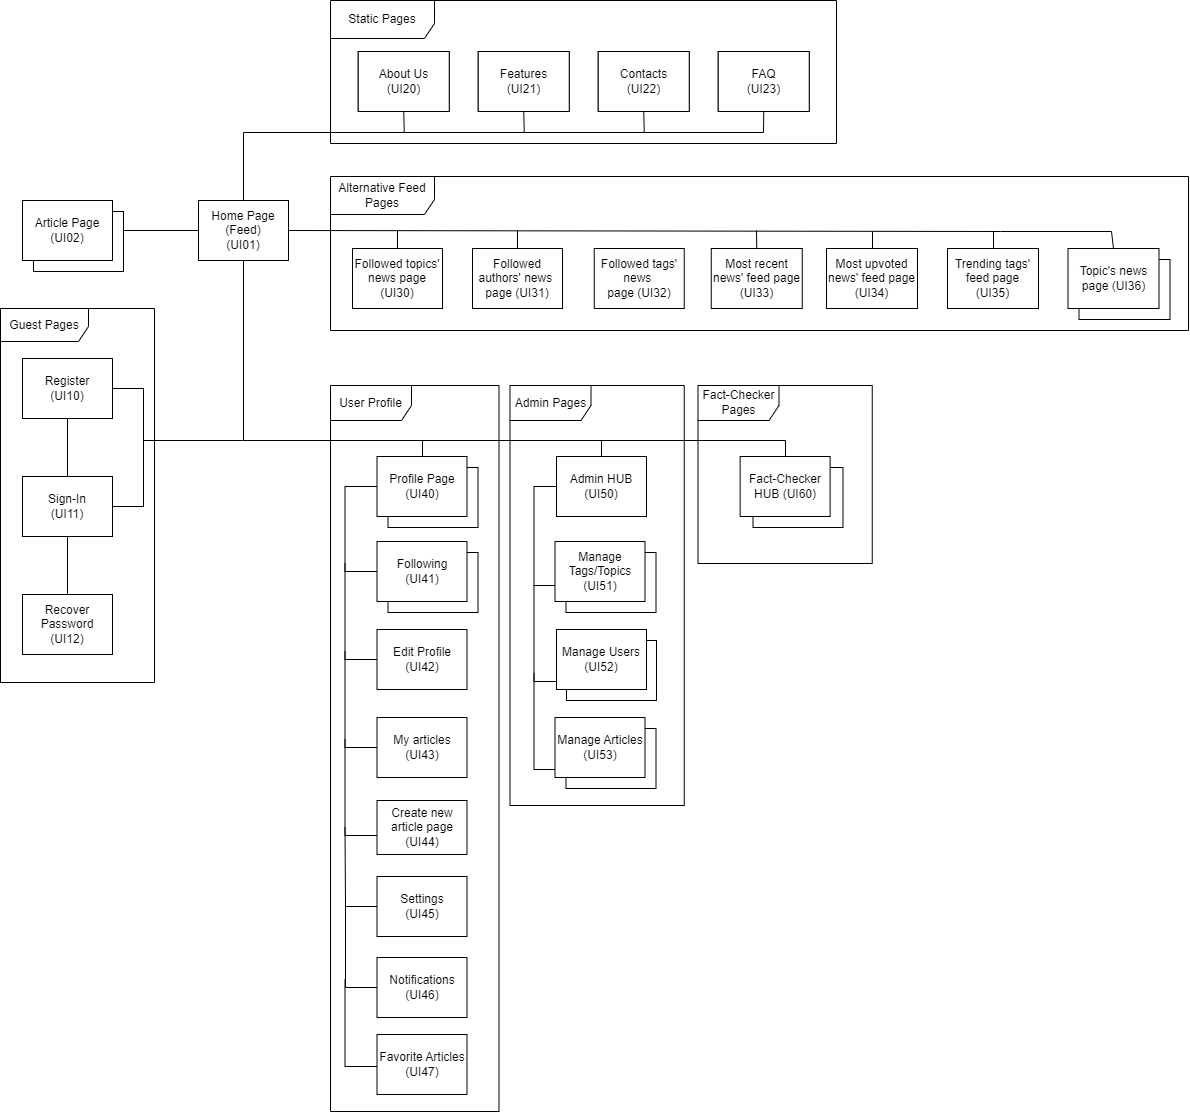 Static Pages
About Us
(UI20)
Features
(UI21)
Contacts
(UI22)
FAQ
(UI23)
Article Page
(UI02)
Home Page
(Feed)
(UI01)
Alternative Feed
Pages
Followed topics'
news page
(UI30)
Followed
authors' news
page (UI31)
Followed tags'
news
page (UI32)
Most recent
news' feed page
(UI33)
Most upvoted
news' feed page
(UI34)
Trending tags'
feed page
(UI35)
Topic's news
page (UI36)
Guest Pages
Register
(UI10)
Sign-In
(UI11)
Recover
Password
(UI12)
User Profile
Profile Page
(UI40)
Following
(UI41)
Edit Profile
(UI42)
My articles
(UI43)
Create new
article page
(UI44)
Settings
(UI45)
Notifications
(UI46)
Favorite Articles
(UI47)
Admin Pages
Admin HUB
(UI50)
Manage
Tags/Topics
(UI51)
Manage Users
(UI52)
Manage Articles
(UI53)
Fact-Checker
Pages
Fact-Checker
HUB (UI60)